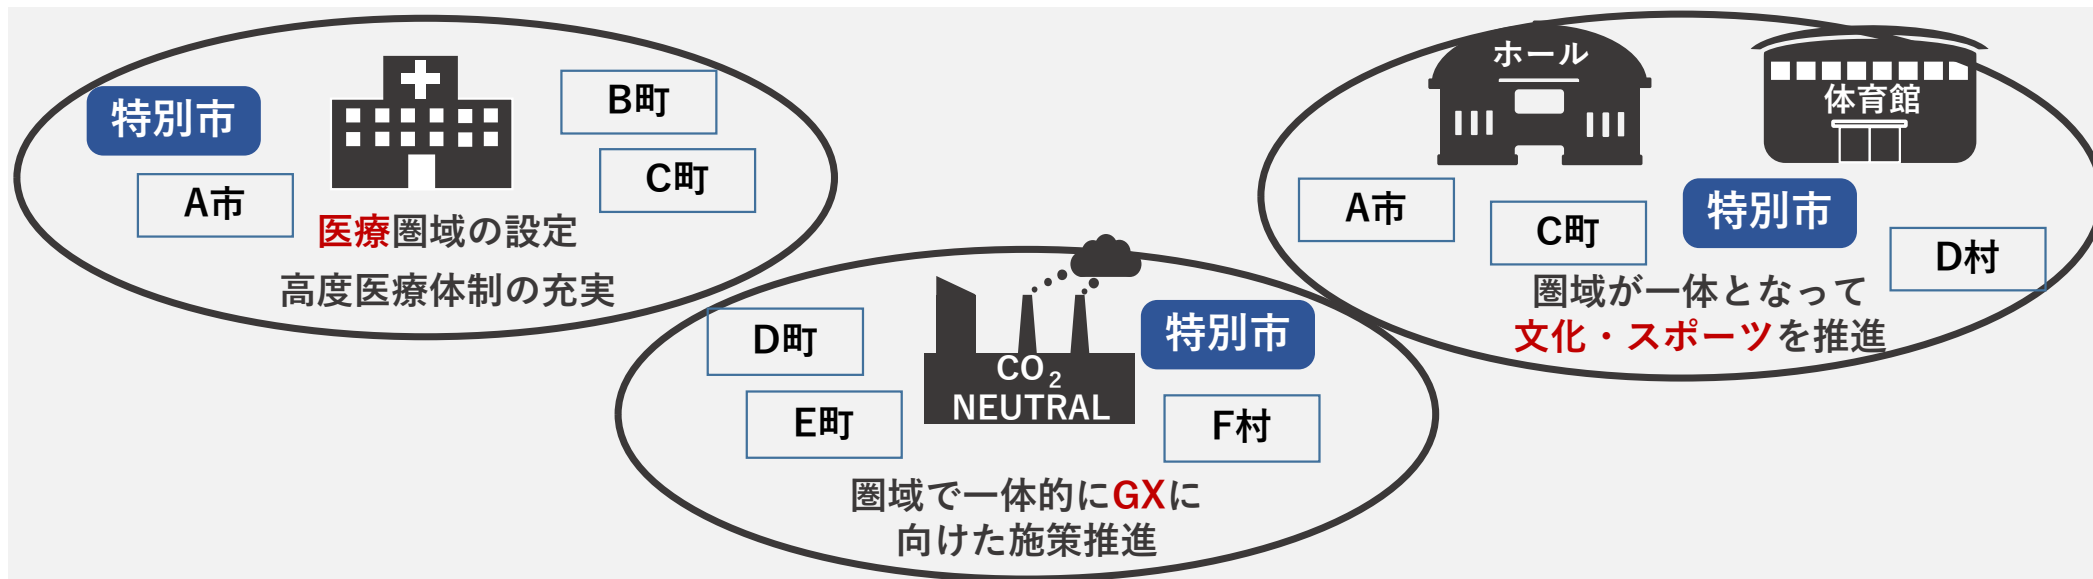 特別市
A市
B町
C町
医療圏域の設定
高度医療体制の充実
D町
E町
CO₂
NEUTRAL
特別市
F村
圏域で一体的にGXに
向けた施策推進
ホール
体育館
A市
C町
特別市
D村
圏域が一体となって
文化・スポーツを推進